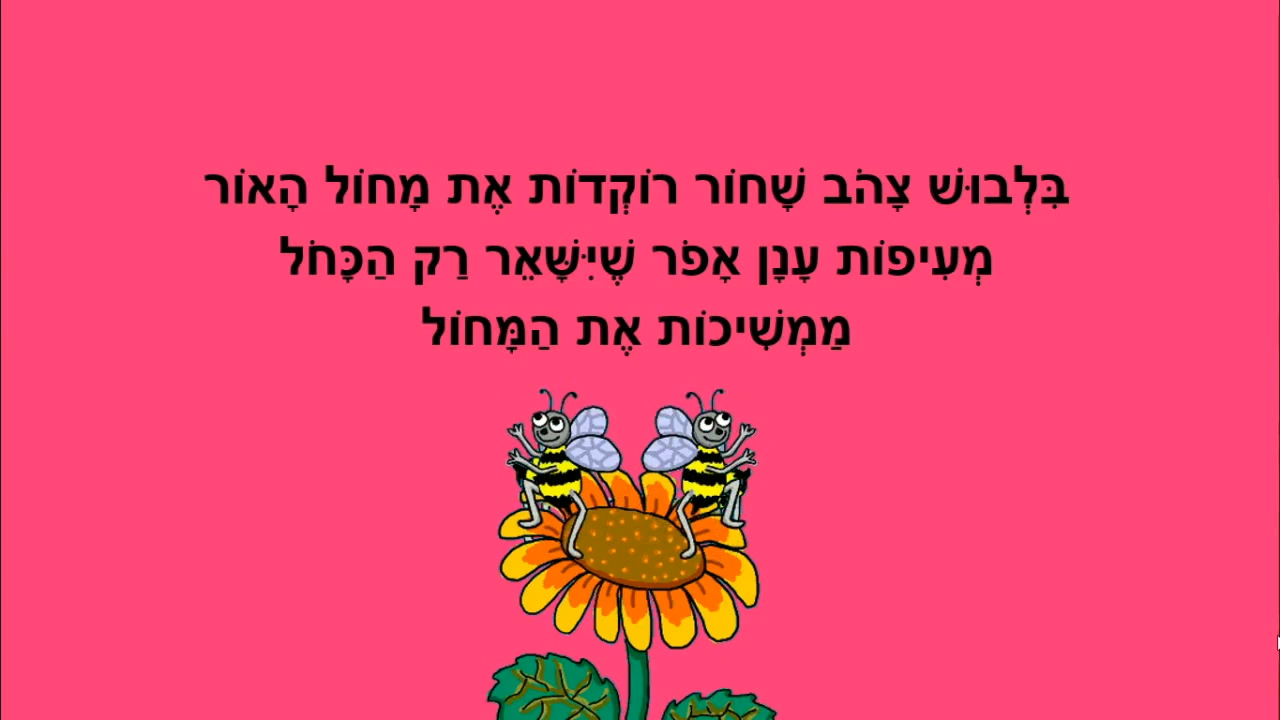 בִּלְבוּשׁ צָהֹב שָׁחוֹר רוֹקְדוֹת אֶת מָחוֹל הָאוֹר
מְעִיפוֹת עָנָן אָפֹר שֶׁיִּשָּׁאֵר רַק הַכָּחֹל
מַמְשִׁיכוֹת אֶת הַמָּחוֹל